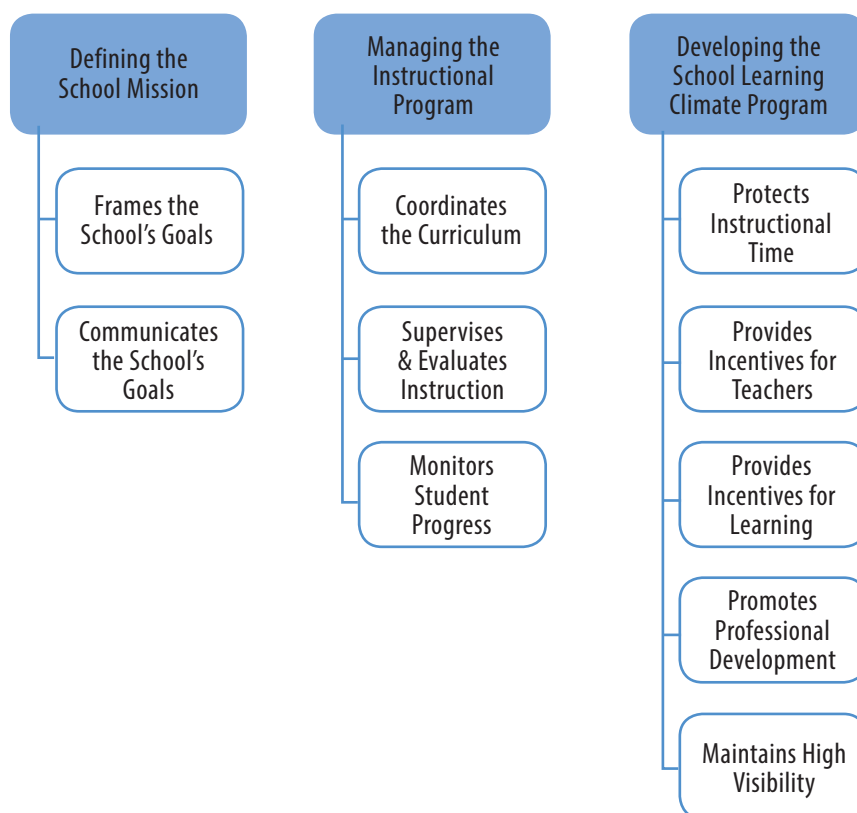 Defining the
School Mission
Frames the
School’s Goals
Communicates
the School’s
Goals
Managing the
Instructional
Program
Coordinates
the Curriculum
Supervises
& Evaluates
Instruction
Monitors
Student
Progress
Developing the
School Learning
Climate Program
Protects
Instructional
Time
Provides
Incentives for
Teachers
Provides
Incentives for
Learning
Promotes
Professional
Development
Maintains High
Visibility